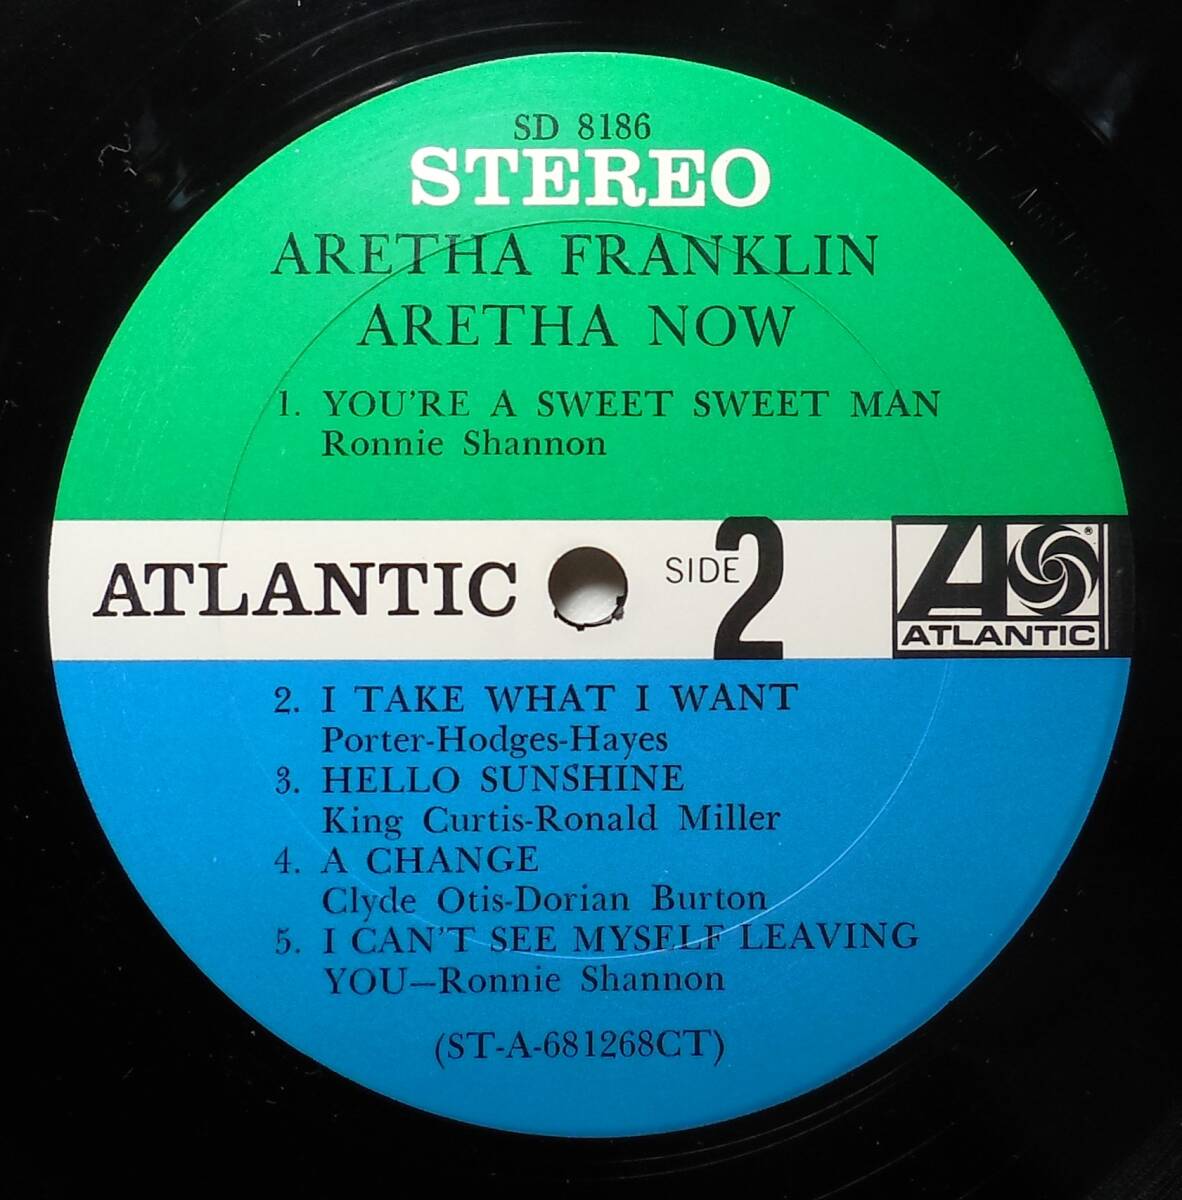 SD 8186
STEREO
ARETHA FRANKLIN
ARETHA NOW
1. YOU'RE A SWEET SWEET MAN
Ronnie Shannon
ATLANTIC
SIDE 2
®
ATLANTIC
2. I TAKE WHAT I WANT
Porter-Hodges-Hayes
3. HELLO SUNSHINE
King Curtis-Ronald Miller
4. A CHANGE
Clyde Otis-Dorian Burton
5. I CAN'T SEE MYSELF LEAVING
YOU—Ronnie Shannon
(ST-A-681268CT)